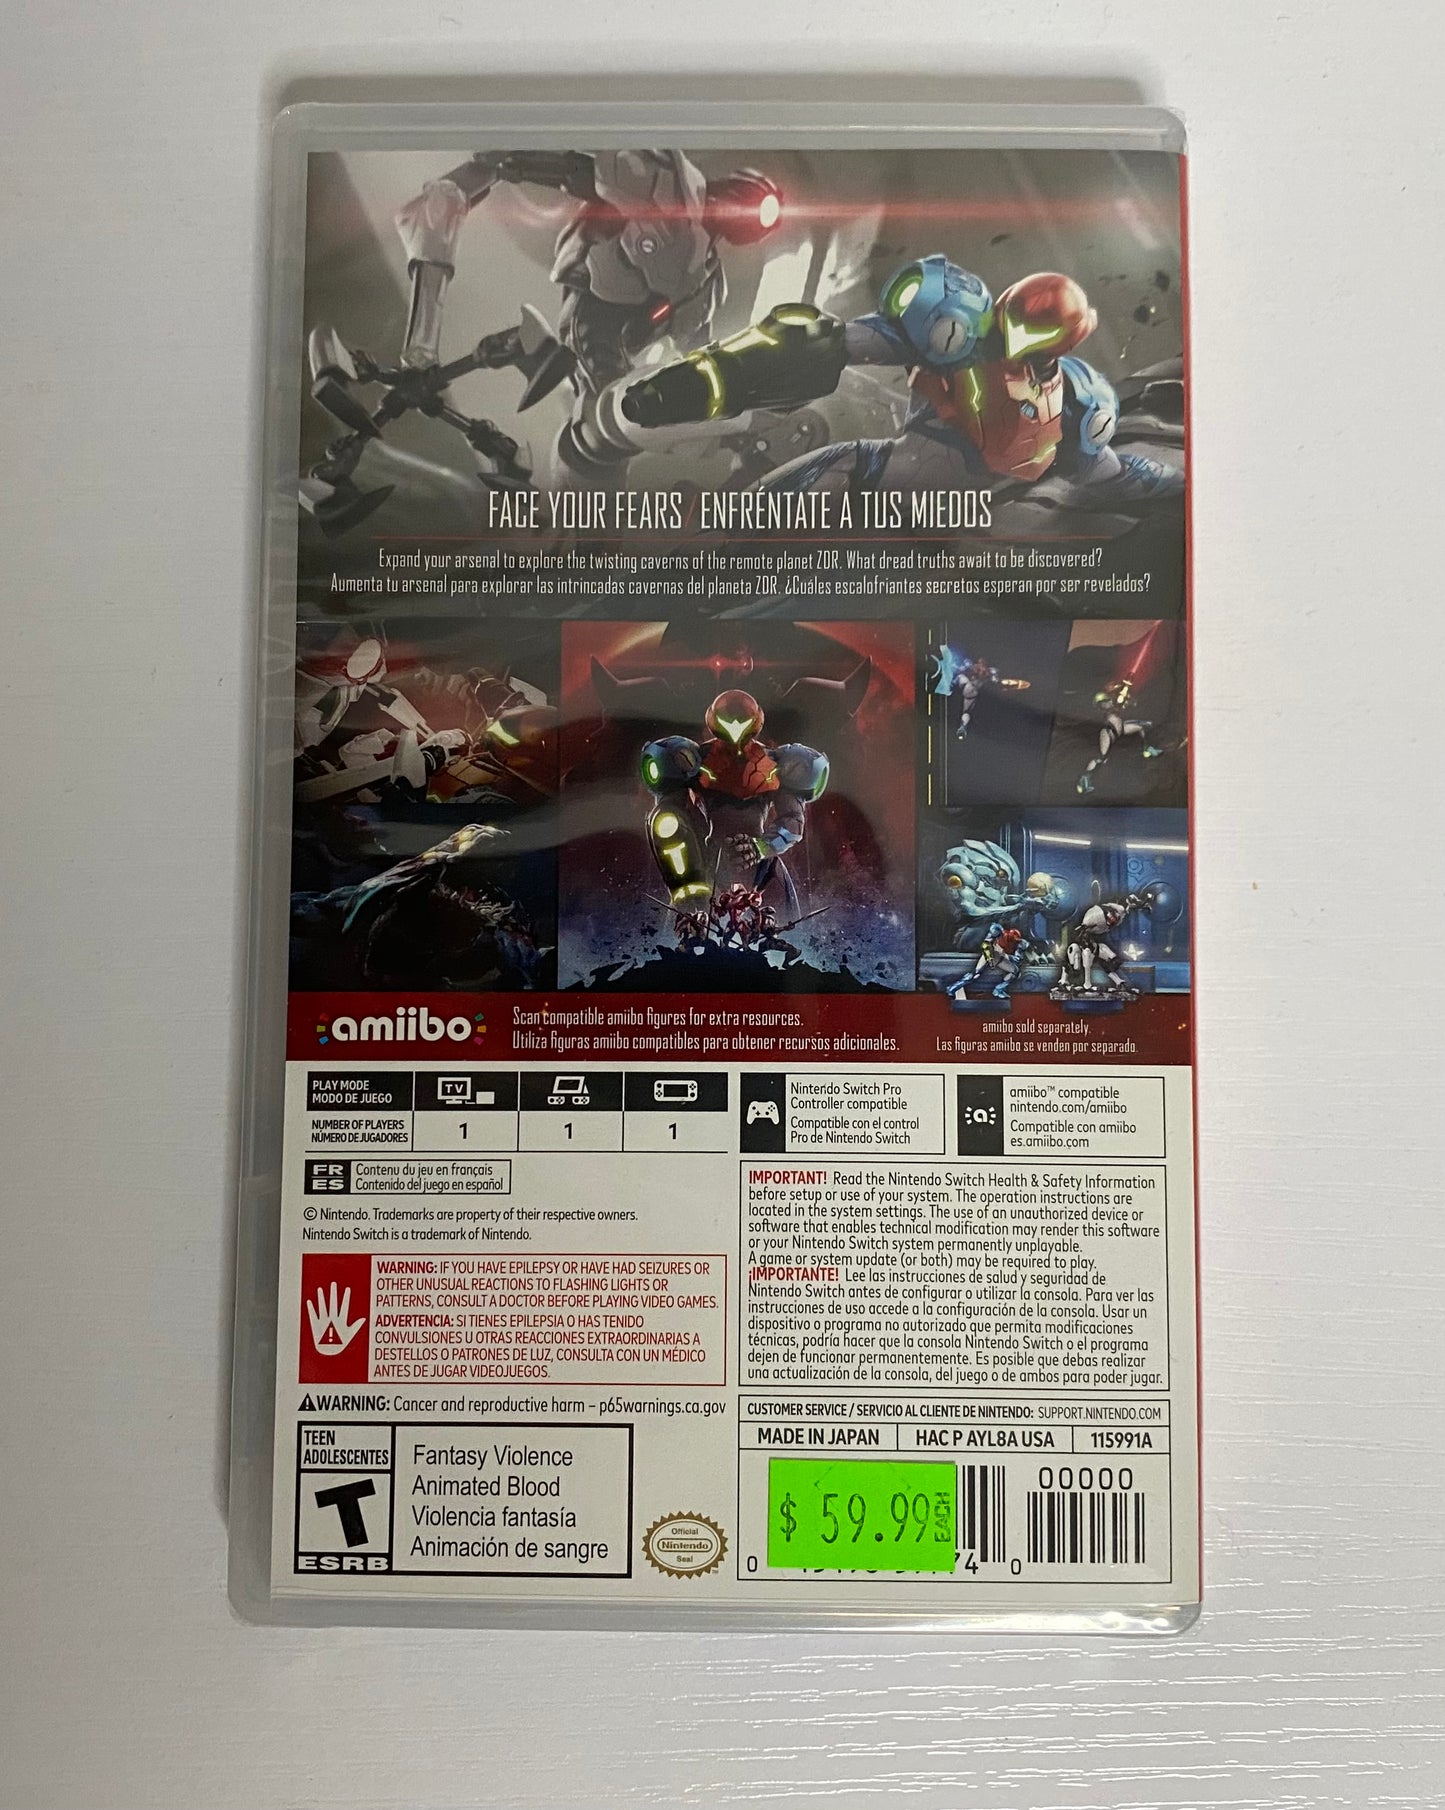 FACE YOUR FEARS / ENFRÉNTATE A TUS MIEDOS
Expand your arsenal to explore the twisting caverns of the remote planet ZDR. What dread truths await to be discovered?
Aumenta tu arsenal para explorar las intrincadas cavernas del planeta ZDR. ¿Cuáles escalofriantes secretos esperan por ser revelados?
amiibo
Scan compatible amiibo figures for extra resources.
Utiliza figuras amiibo compatibles para obtener recursos adicionales.
amiibo sold separately.
Las figuras amiibo se venden por separado.
PLAY MODE
MODO DE JUEGO
TV
NUMBER OF PLAYERS
NÚMERO DE JUGADORES
1 1 1
Nintendo Switch Pro
Controller compatible
Compatible con el control
Pro de Nintendo Switch
a
amiibo™ compatible
nintendo.com/amiibo
Compatible con amiibo
es.amiibo.com
FR
ES
Contenu du jeu en français
Contenido del juego en español
© Nintendo. Trademarks are property of their respective owners.
Nintendo Switch is a trademark of Nintendo.
WARNING: IF YOU HAVE EPILEPSY OR HAVE HAD SEIZURES OR
OTHER UNUSUAL REACTIONS TO FLASHING LIGHTS OR
PATTERNS, CONSULT A DOCTOR BEFORE PLAYING VIDEO GAMES.
ADVERTENCIA: SI TIENES EPILEPSIA O HAS TENIDO
CONVULSIONES U OTRAS REACCIONES EXTRAORDINARIAS A
DESTELLOS O PATRONES DE LUZ, CONSULTA CON UN MÉDICO
ANTES DE JUGAR VIDEOJUEGOS.
WARNING: Cancer and reproductive harm – p65warnings.ca.gov
IMPORTANT! Read the Nintendo Switch Health & Safety Information
before setup or use of your system. The operation instructions are
located in the system settings. The use of an unauthorized device or
software that enables technical modification may render this software
or your Nintendo Switch system permanently unplayable.
A game or system update (or both) may be required to play.
¡IMPORTANTE! Lee las instrucciones de salud y seguridad de
Nintendo Switch antes de configurar o utilizar la consola. Para ver las
instrucciones de uso accede a la configuración de la consola. Usar un
dispositivo o programa no autorizado que permita modificaciones
técnicas, podría hacer que la consola Nintendo Switch o el programa
dejen de funcionar permanentemente. Es posible que debas realizar
una actualización de la consola, del juego o de ambos para poder jugar.
CUSTOMER SERVICE / SERVICIO AL CLIENTE DE NINTENDO: SUPPORT.NINTENDO.COM
MADE IN JAPAN HAC P AYL8A USA 115991A
TEEN
ADOLESCENTES
T
ESRB
Fantasy Violence
Animated Blood
Violencia fantasía
Animación de sangre
Official
Nintendo
Seal
$ 59.99 EACH
00000
0 4 0